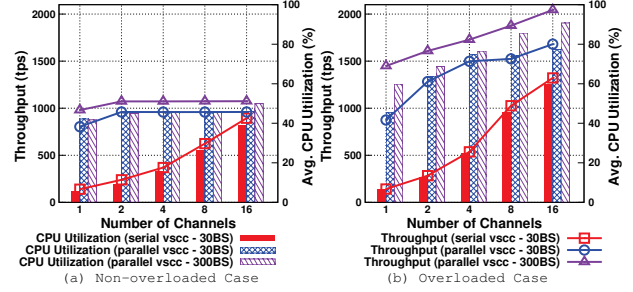 2000
1500
1000
500
0
Throughput (tps)
100
80
60
40
20
0
Avg. CPU Utilization (%)
1 2 4 8 16
Number of Channels
2000
1500
1000
500
0
Throughput (tps)
100
80
60
40
20
0
Avg. CPU Utilization (%)
1 2 4 8 16
Number of Channels
CPU Utilization (serial vscc - 30BS)
CPU Utilization (parallel vscc - 30BS)
CPU Utilization (parallel vscc - 300BS)
Throughput (serial vscc - 30BS)
Throughput (parallel vscc - 30BS)
Throughput (parallel vscc - 300BS)
(a) Non-overloaded Case
(b) Overloaded Case